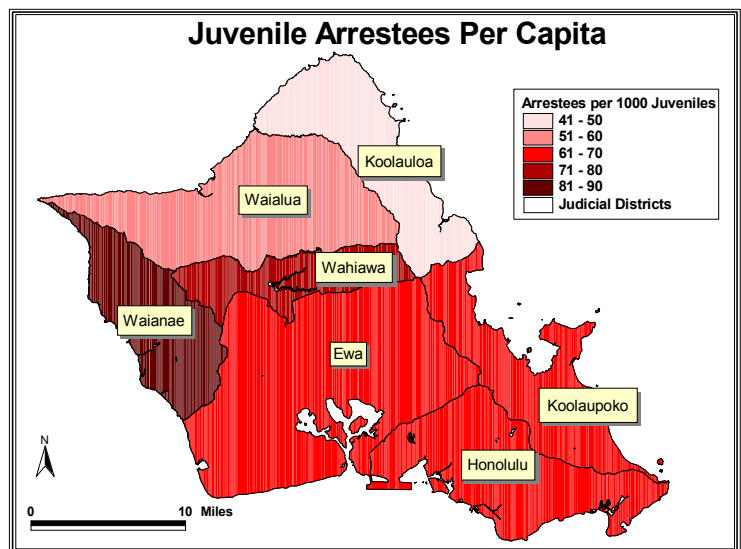 Juvenile Arrestees Per Capita
Arrestees per 1000 Juveniles
41 - 50
51 - 60
61 - 70
71 - 80
81 - 90
Judicial Districts
Koolauloa
Waialua
Wahiawa
Waianae
Ewa
Koolaupoko
Honolulu
N
0 10 Miles